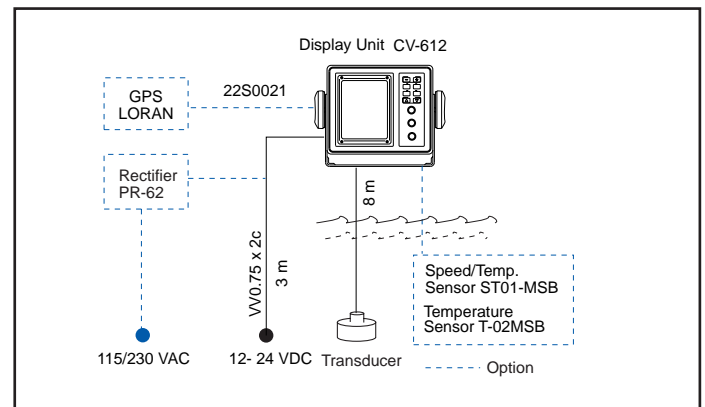 Display Unit CV-612
GPS
LORAN
22S0021
Rectifier
PR-62
8 m
VV0.75 x 2c
3 m
Speed/Temp.
Sensor ST01-MSB
Temperature
Sensor T-02MSB
115/230 VAC
12- 24 VDC
Transducer
Option